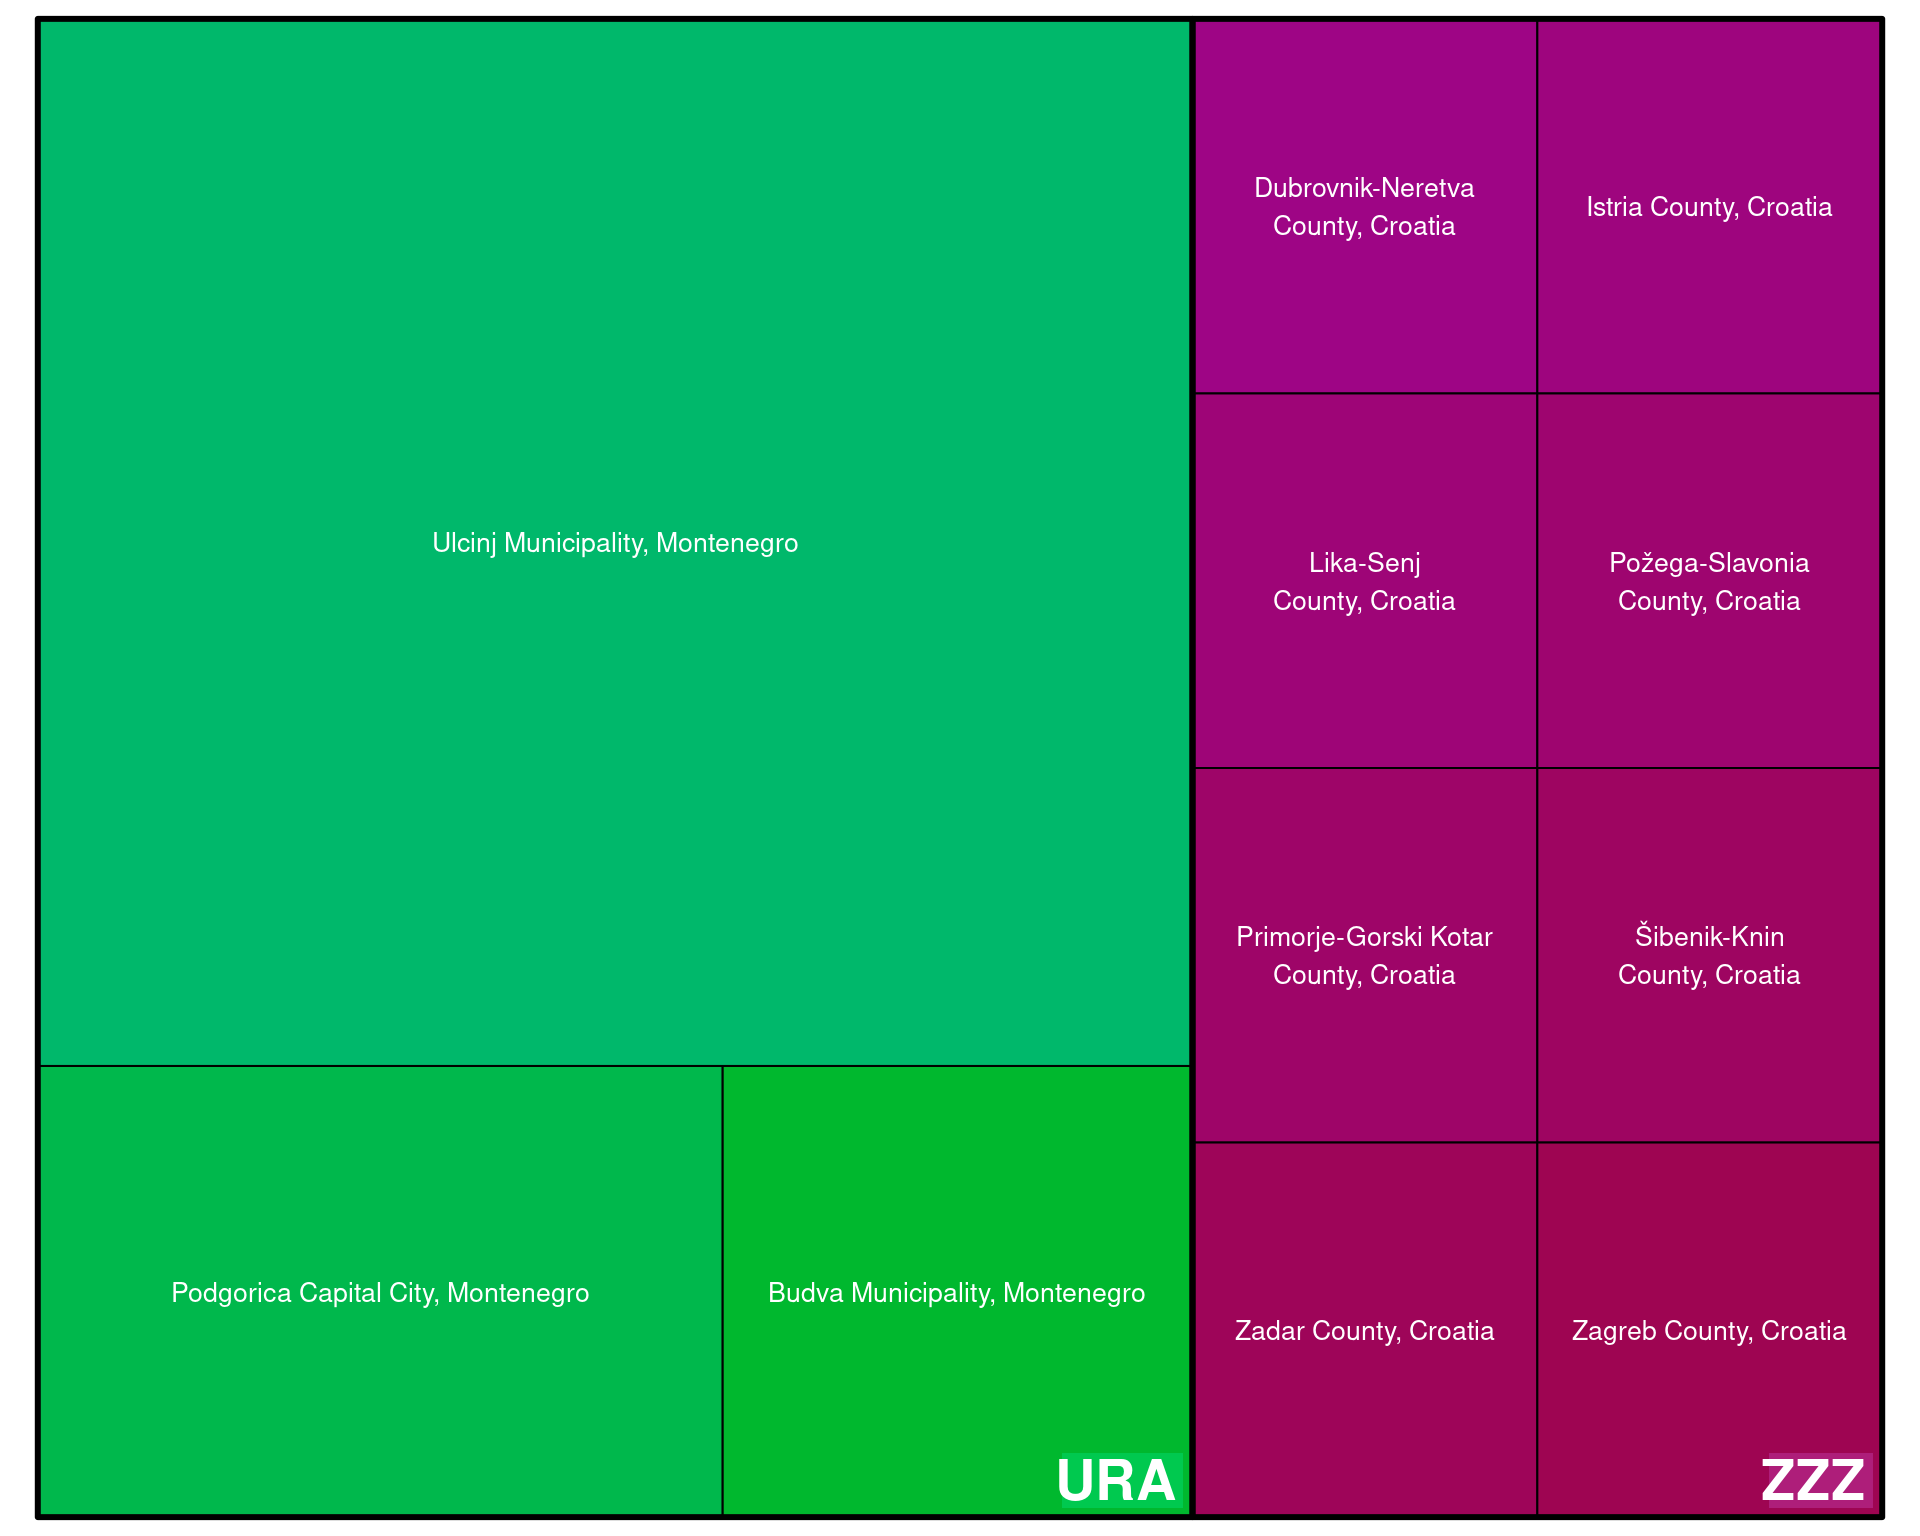 Ulcinj Municipality, Montenegro
Podgorica Capital City, Montenegro
Budva Municipality, Montenegro
URA
Dubrovnik-Neretva
County, Croatia
Istria County, Croatia
Lika-Senj
County, Croatia
Požega-Slavonia
County, Croatia
Primorje-Gorski Kotar
County, Croatia
Šibenik-Knin
County, Croatia
Zadar County, Croatia
Zagreb County, Croatia
ZZZ